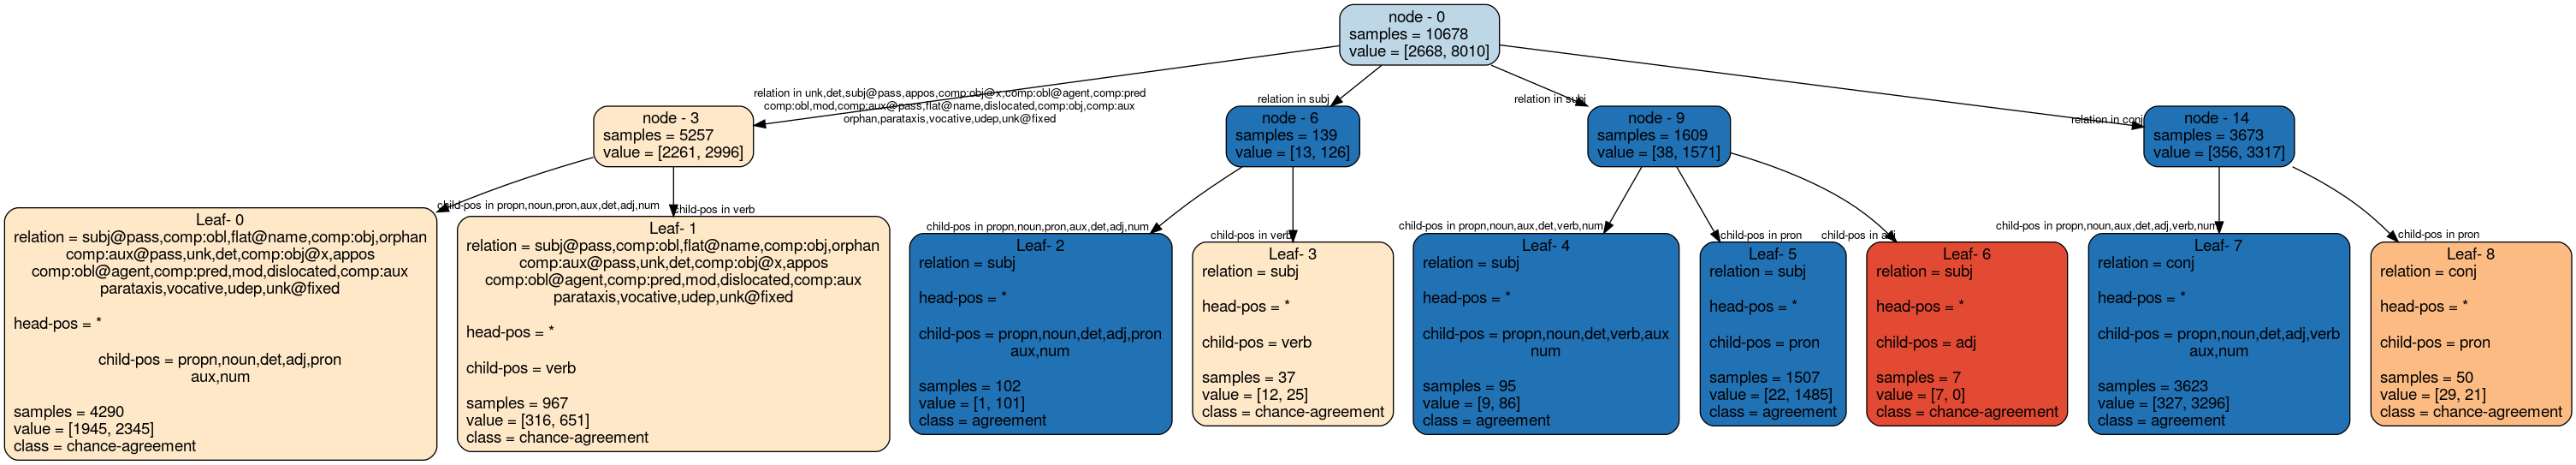 node - 0
samples = 10678
value = [2668, 8010]
relation in unk,det,subj@pass,appos,comp:obj@x,comp:obl@agent,comp:pred
comp:obl,mod,comp:aux@pass,flat@name,dislocated,comp:obj,comp:aux
orphan,parataxis,vocative,udep,unk@fixed
relation in subj
relation in subj
relation in conj
node - 3
samples = 5257
value = [2261, 2996]
node - 6
samples = 139
value = [13, 126]
node - 9
samples = 1609
value = [38, 1571]
node - 14
samples = 3673
value = [356, 3317]
child-pos in propn,noun,pron,aux,det,adj,num
child-pos in verb
child-pos in propn,noun,pron,aux,det,adj,num
child-pos in verb
child-pos in propn,noun,aux,det,verb,num
child-pos in pron
child-pos in adj
child-pos in propn,noun,aux,det,adj,verb,num
child-pos in pron
Leaf- 0
relation = subj@pass,comp:obl,flat@name,comp:obj,orphan
comp:aux@pass,unk,det,comp:obj@x,appos
comp:obl@agent,comp:pred,mod,dislocated,comp:aux
parataxis,vocative,udep,unk@fixed
head-pos = *
child-pos = propn,noun,det,adj,pron
aux,num
samples = 4290
value = [1945, 2345]
class = chance-agreement
Leaf- 1
relation = subj@pass,comp:obl,flat@name,comp:obj,orphan
comp:aux@pass,unk,det,comp:obj@x,appos
comp:obl@agent,comp:pred,mod,dislocated,comp:aux
parataxis,vocative,udep,unk@fixed
head-pos = *
child-pos = verb
samples = 967
value = [316, 651]
class = chance-agreement
Leaf- 2
relation = subj
head-pos = *
child-pos = propn,noun,det,adj,pron
aux,num
samples = 102
value = [1, 101]
class = agreement
Leaf- 3
relation = subj
head-pos = *
child-pos = verb
samples = 37
value = [12, 25]
class = chance-agreement
Leaf- 4
relation = subj
head-pos = *
child-pos = propn,noun,det,verb,aux
num
samples = 95
value = [9, 86]
class = agreement
Leaf- 5
relation = subj
head-pos = *
child-pos = pron
samples = 1507
value = [22, 1485]
class = agreement
Leaf- 6
relation = subj
head-pos = *
child-pos = adj
samples = 7
value = [7, 0]
class = chance-agreement
Leaf- 7
relation = conj
head-pos = *
child-pos = propn,noun,det,adj,verb
aux,num
samples = 3623
value = [327, 3296]
class = agreement
Leaf- 8
relation = conj
head-pos = *
child-pos = pron
samples = 50
value = [29, 21]
class = chance-agreement